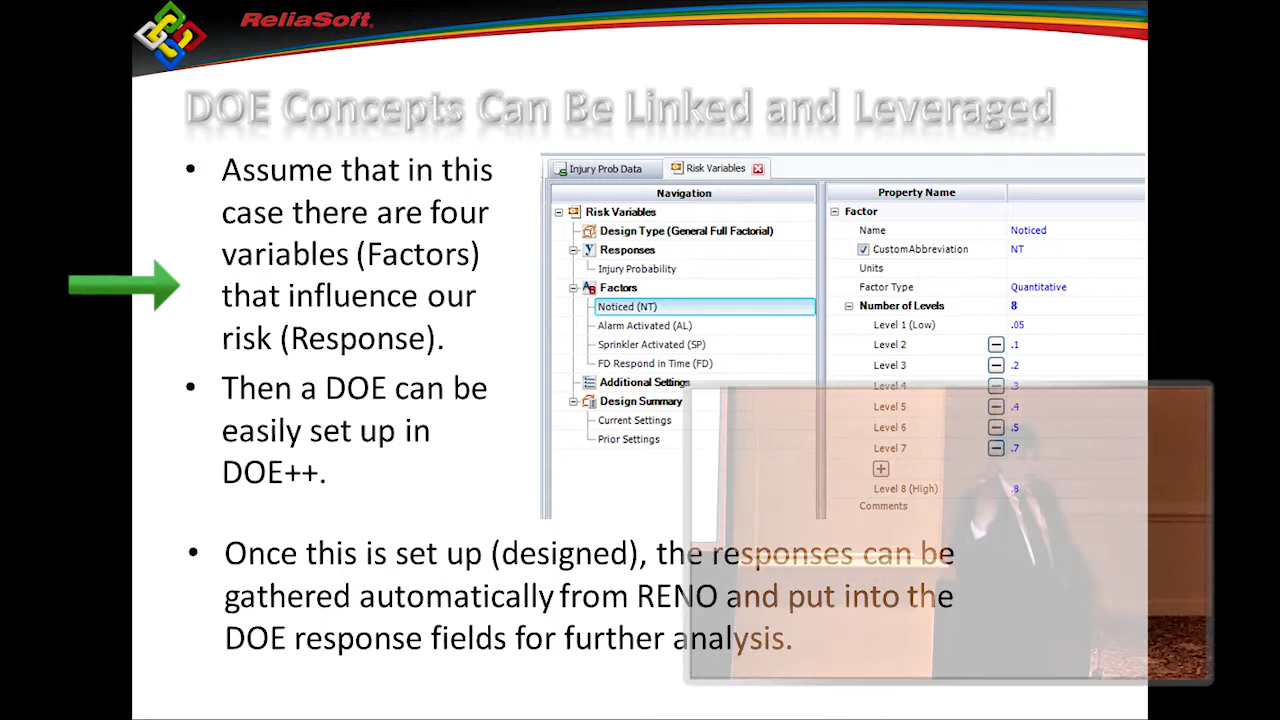 ReliaSoft
DOE Concepts Can Be Linked and Leveraged
• Assume that in this
case there are four
variables (Factors)
that influence our
risk (Response).
• Then a DOE can be
easily set up in
DOE++.
Injury Prob Data
Risk Variables
Navigation
Risk Variables
Design Type (General Full Factorial)
Responses
Injury Probability
Factors
Noticed (NT)
Alarm Activated (AL)
Sprinkler Activated (SP)
FD Respond in Time (FD)
Additional Settings
Design Summary
Current Settings
Prior Settings
Property Name
Factor
Name Noticed
CustomAbbreviation NT
Units
Factor Type Quantitative
Number of Levels 8
Level 1 (Low) .05
Level 2 .1
Level 3 .2
Level 4 .3
Level 5 .4
Level 6 .5
Level 7 .7
Level 8 (High) .8
Comments
• Once this is set up (designed), the responses can be
gathered automatically from RENO and put into the
DOE response fields for further analysis.